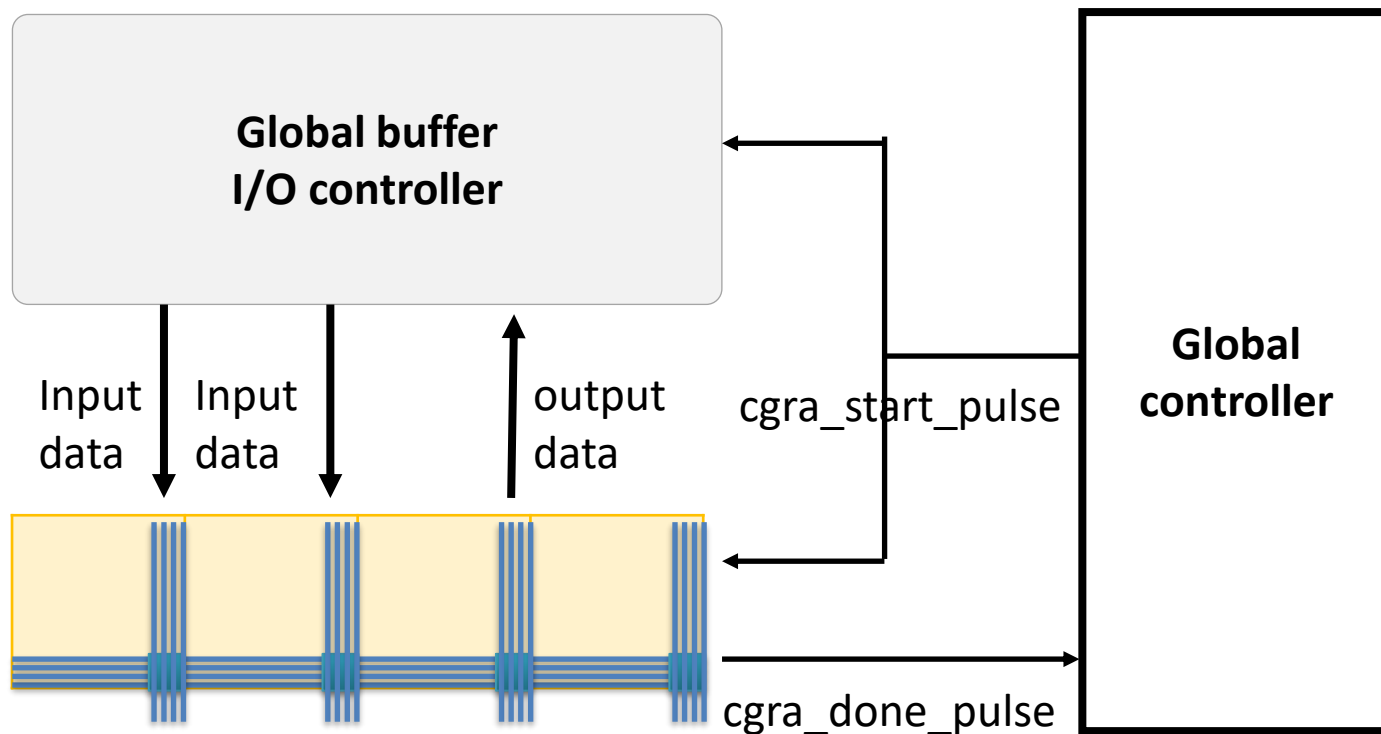 Global buffer
I/O controller
Input
data
Input
data
output
data
cgra_start_pulse
Global
controller
cgra_done_pulse